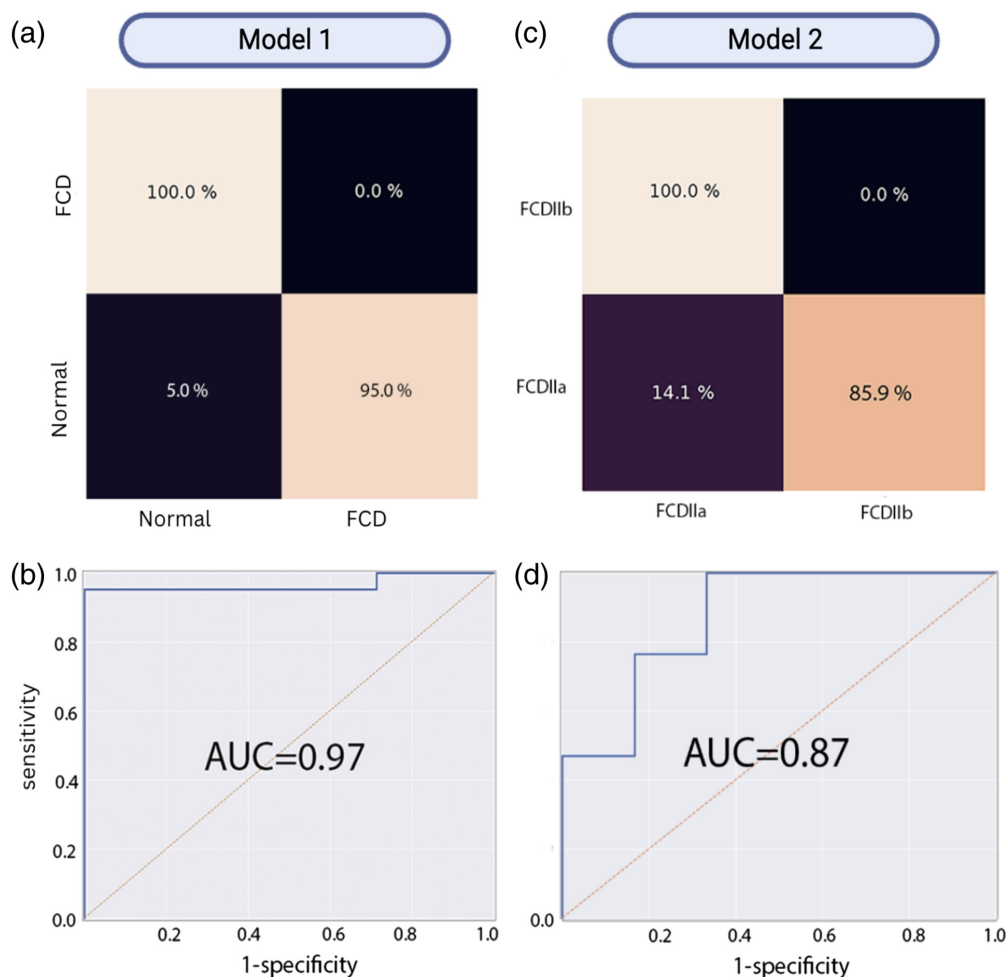 (a)
Model 1
FCD
100.0 %
0.0 %
Normal
5.0 %
95.0 %
Normal
FCD
(c)
Model 2
FCDIIb
100.0 %
0.0 %
FCDIIa
14.1 %
85.9 %
FCDIIa
FCDIIb
(b)
1.0
0.8
0.6
0.4
0.2
0.0
sensitivity
AUC=0.97
0.2
0.4
0.6
0.8
1.0
1-specificity
(d)
AUC=0.87
0.0
0.2
0.4
0.6
0.8
1.0
1-specificity